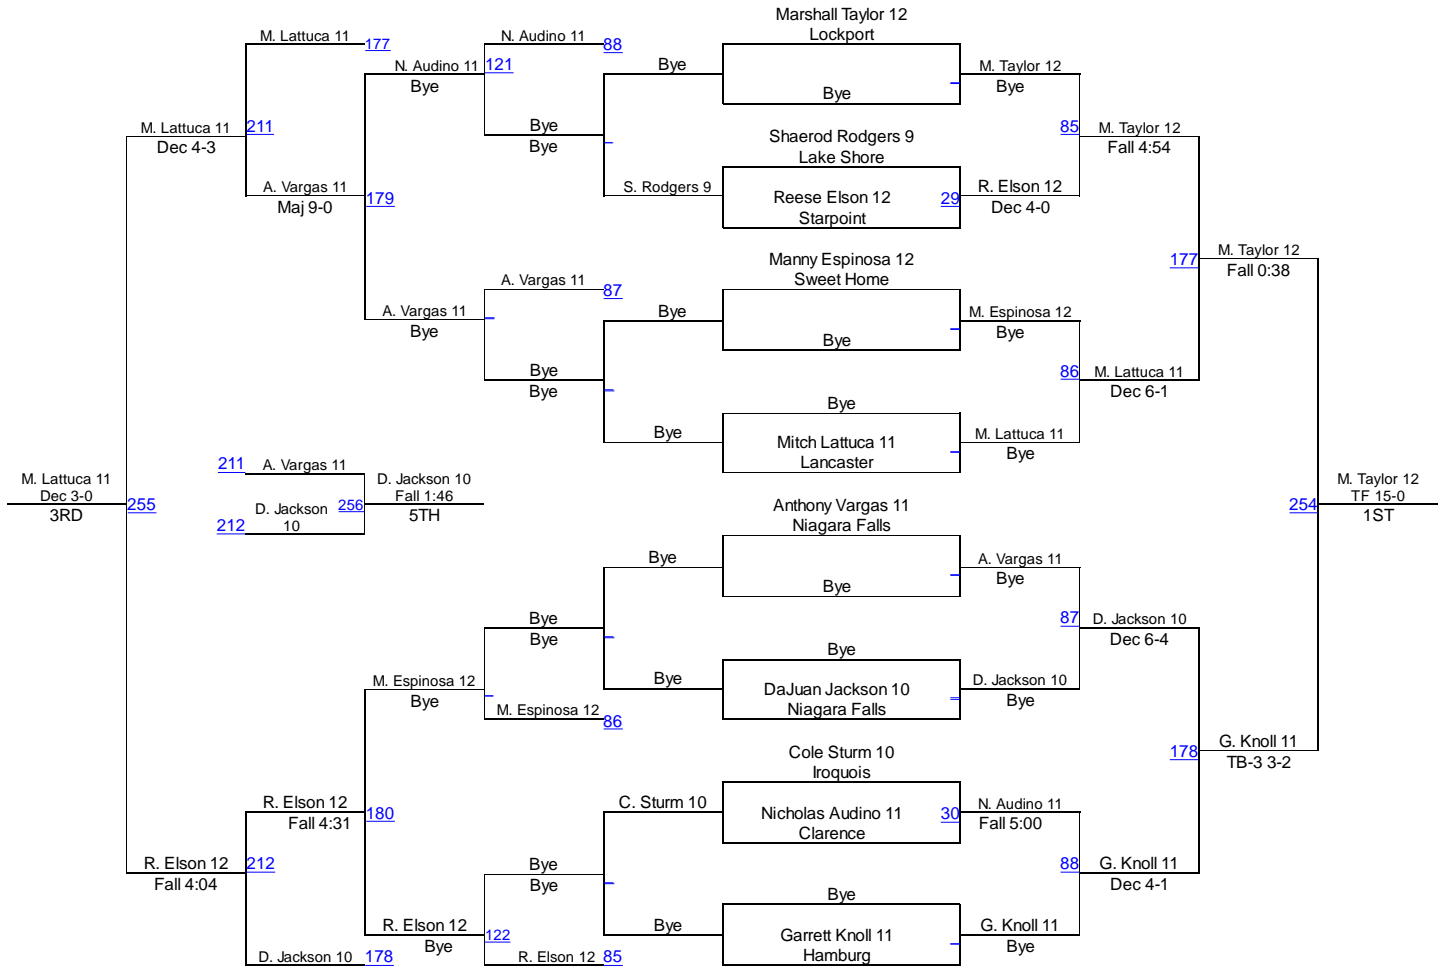 Marshall Taylor 12
Lockport
M. Lattuca 11
177
N. Audino 11
88
N. Audino 11
121
Bye
Bye
M. Taylor 12
Bye
Bye
M. Lattuca 11
211
Dec 4-3
Bye
Bye
Shaerod Rodgers 9
Lake Shore
85
M. Taylor 12
Fall 4:54
A. Vargas 11
Maj 9-0
179
S. Rodgers 9
Reese Elson 12
Starpoint
29
R. Elson 12
Dec 4-0
Manny Espinosa 12
Sweet Home
177
M. Taylor 12
Fall 0:38
A. Vargas 11
87
A. Vargas 11
Bye
Bye
Bye
M. Espinosa 12
Bye
Bye
Bye
86
M. Lattuca 11
Dec 6-1
Bye
Bye
Mitch Lattuca 11
Lancaster
M. Lattuca 11
Bye
211
A. Vargas 11
M. Lattuca 11
Dec 3-0
3RD
255
D. Jackson 10
Fall 1:46
5TH
256
212
D. Jackson
10
Anthony Vargas 11
Niagara Falls
254
M. Taylor 12
TF 15-0
1ST
Bye
Bye
A. Vargas 11
Bye
Bye
Bye
87
D. Jackson 10
Dec 6-4
Bye
M. Espinosa 12
Bye
Bye
DaJuan Jackson 10
Niagara Falls
D. Jackson 10
Bye
M. Espinosa 12
86
Cole Sturm 10
Iroquois
178
G. Knoll 11
TB-3 3-2
R. Elson 12
Fall 4:31
180
C. Sturm 10
Nicholas Audino 11
Clarence
30
N. Audino 11
Fall 5:00
R. Elson 12
212
Fall 4:04
Bye
Bye
88
G. Knoll 11
Dec 4-1
Bye
R. Elson 12
Bye
122
Bye
Garrett Knoll 11
Hamburg
G. Knoll 11
Bye
D. Jackson 10
178
R. Elson 12
85